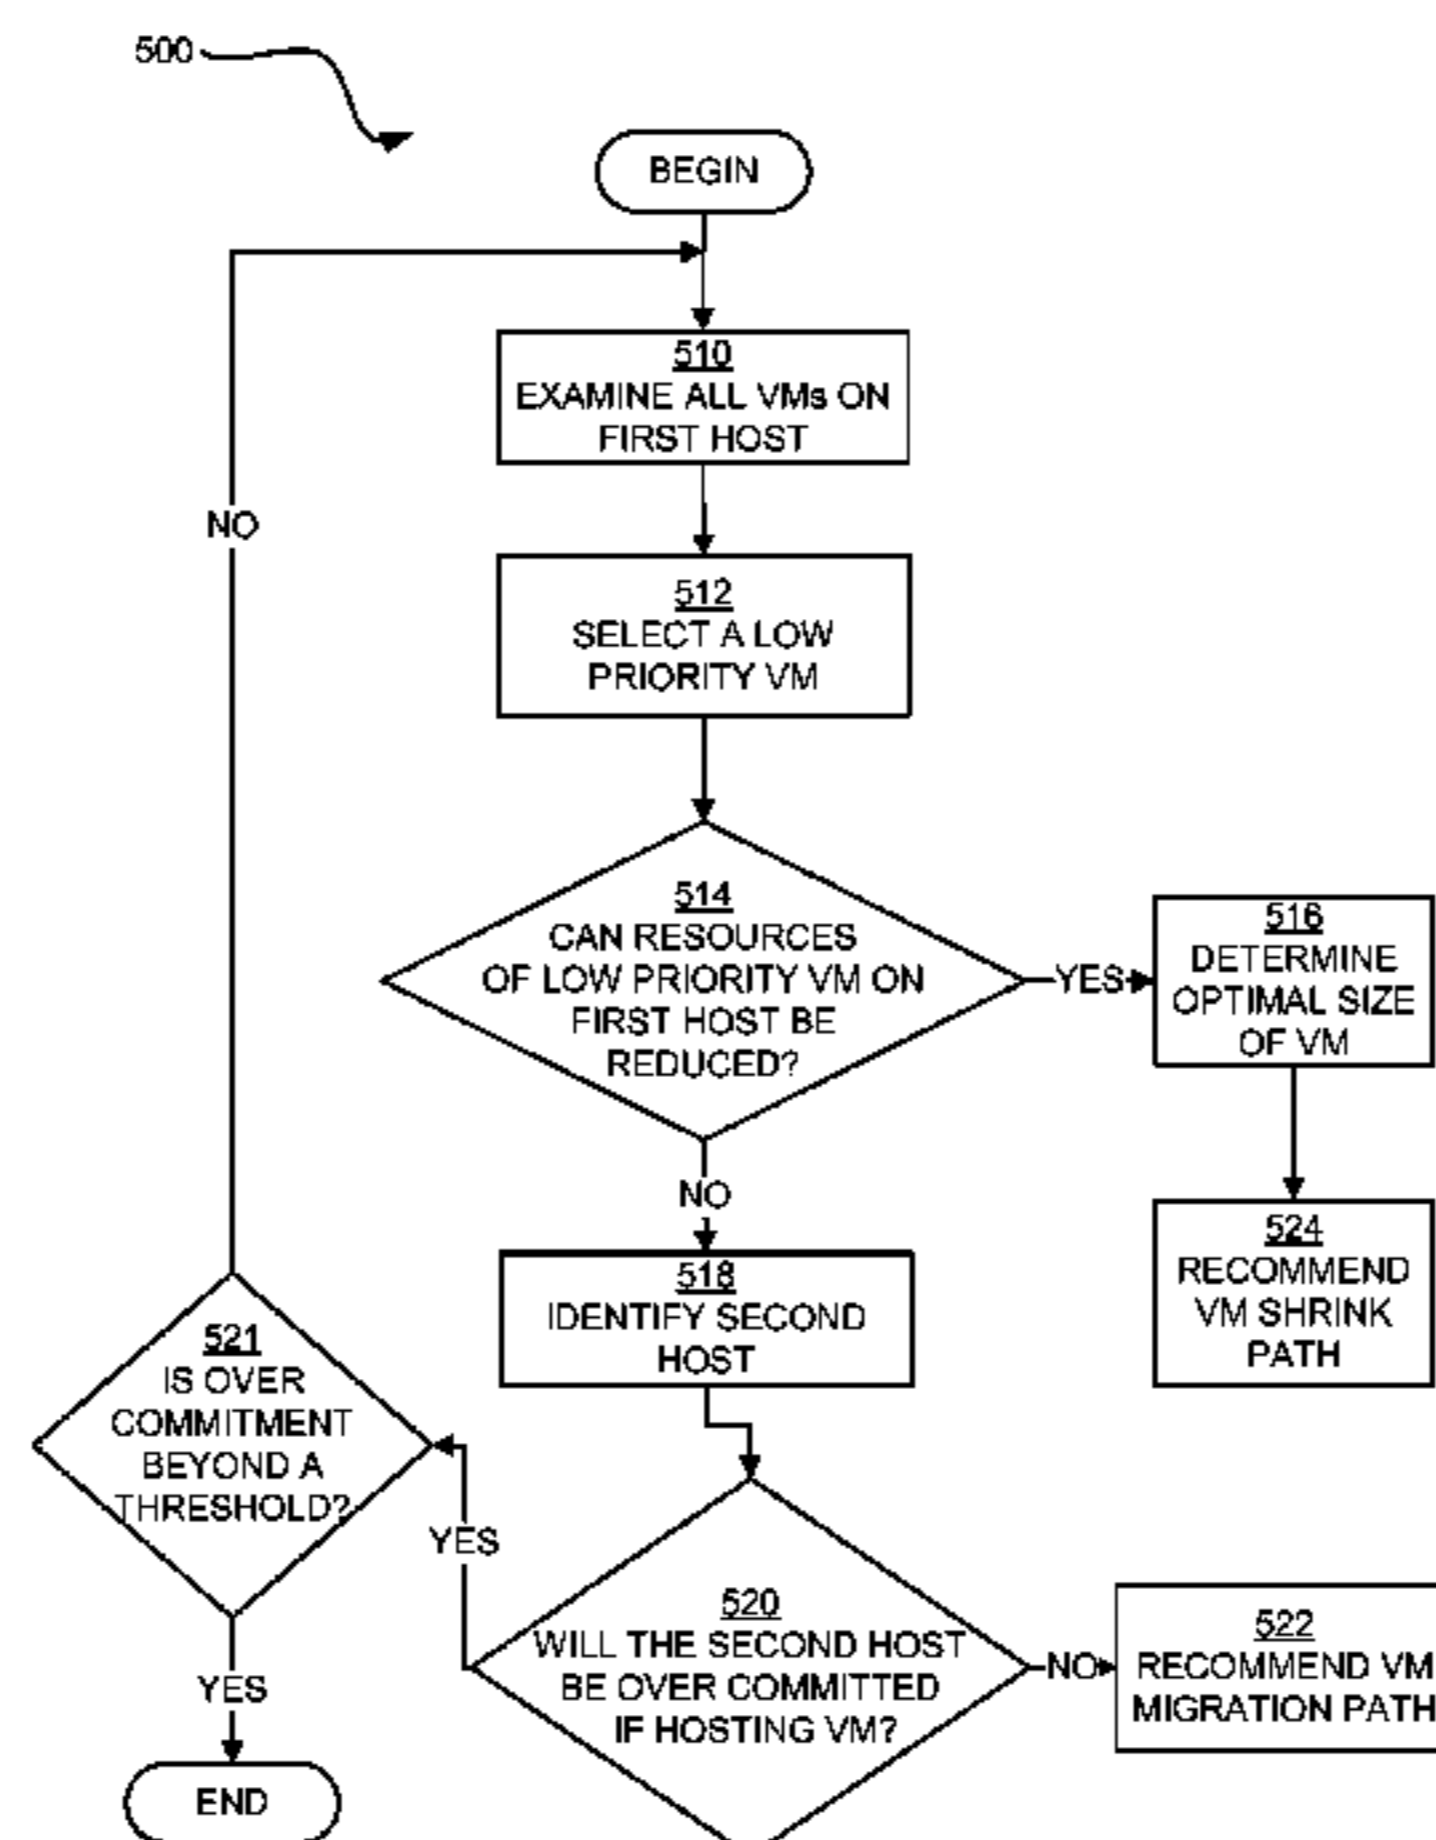 500
BEGIN
510
EXAMINE ALL VMs ON
FIRST HOST
NO
512
SELECT A LOW
PRIORITY VM
514
CAN RESOURCES
OF LOW PRIORITY VM ON
FIRST HOST BE
REDUCED?
YES
516
DETERMINE
OPTIMAL SIZE
OF VM
NO
524
RECOMMEND
VM SHRINK
PATH
518
IDENTIFY SECOND
HOST
521
IS OVER
COMMITMENT
BEYOND A
THRESHOLD?
YES
520
WILL THE SECOND HOST
BE OVER COMMITTED
IF HOSTING VM?
NO
522
RECOMMEND VM
MIGRATION PATH
YES
END